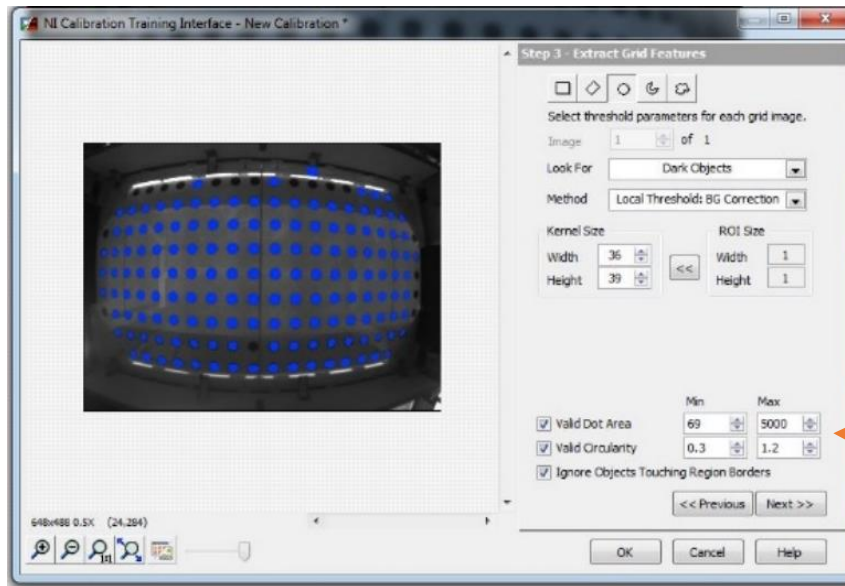 NI Calibration Training Interface - New Calibration *
Step 3 - Extract Grid Features
Select threshold parameters for each grid image.
Image 1 of 1
Look For Dark Objects
Method Local Threshold: BG Correction
Kernel Size ROI Size
Width 36 << Width 1
Height 39 Height 1
Min Max
Valid Dot Area 69 5000
Valid Circularity 0.3 1.2
Ignore Objects Touching Region Borders
<< Previous Next >>
648x488 0.5X (24,284)
1:1
OK Cancel Help